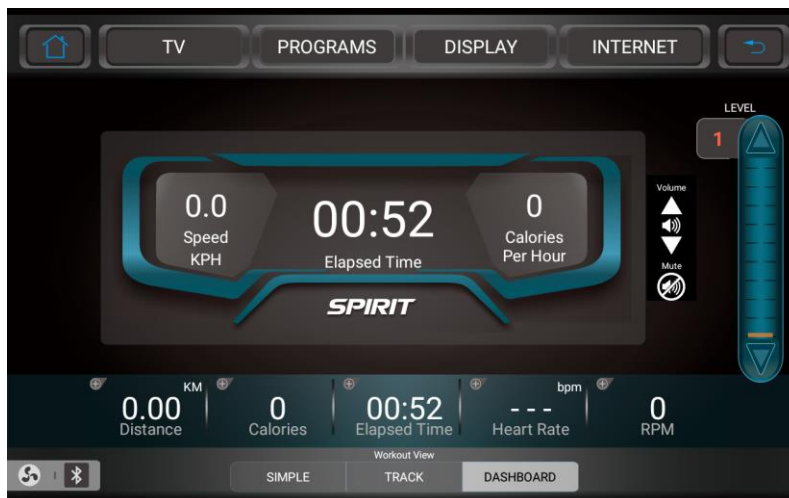 TV
PROGRAMS
DISPLAY
INTERNET
LEVEL
1
0.0
Speed
KPH
00:52
Elapsed Time
0
Calories
Per Hour
SPIRIT
Volume
Mute
KM
0.00
Distance
0
Calories
00:52
Elapsed Time
bpm
- - -
Heart Rate
0
RPM
Workout View
SIMPLE
TRACK
DASHBOARD